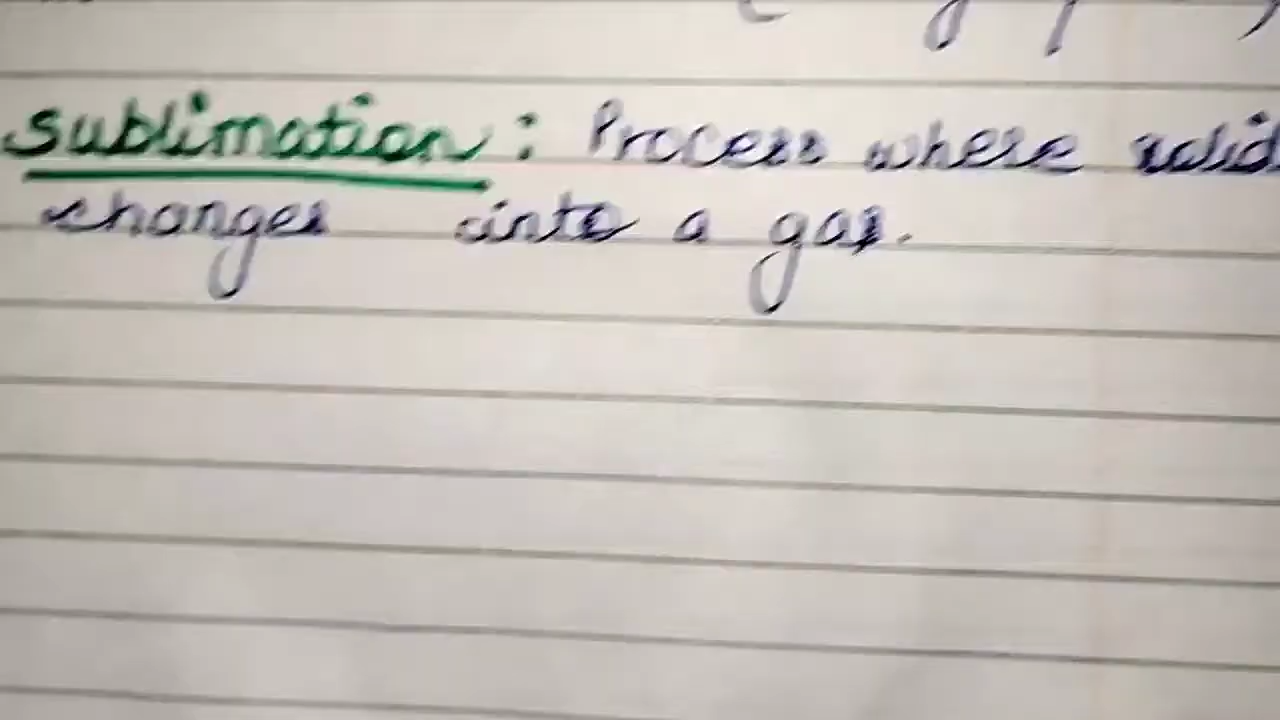 sublimation : Process where solid
changes into a gas.